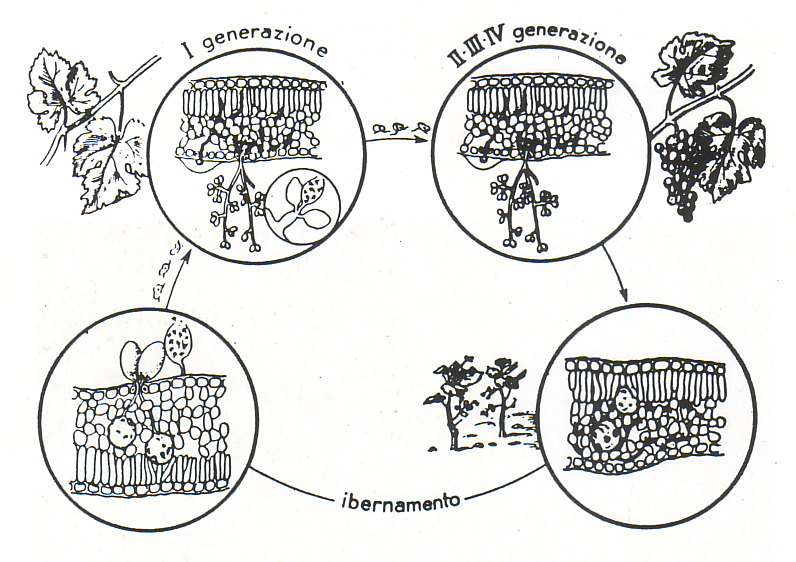 I generazione
II-III-IV generazione
ibernamento